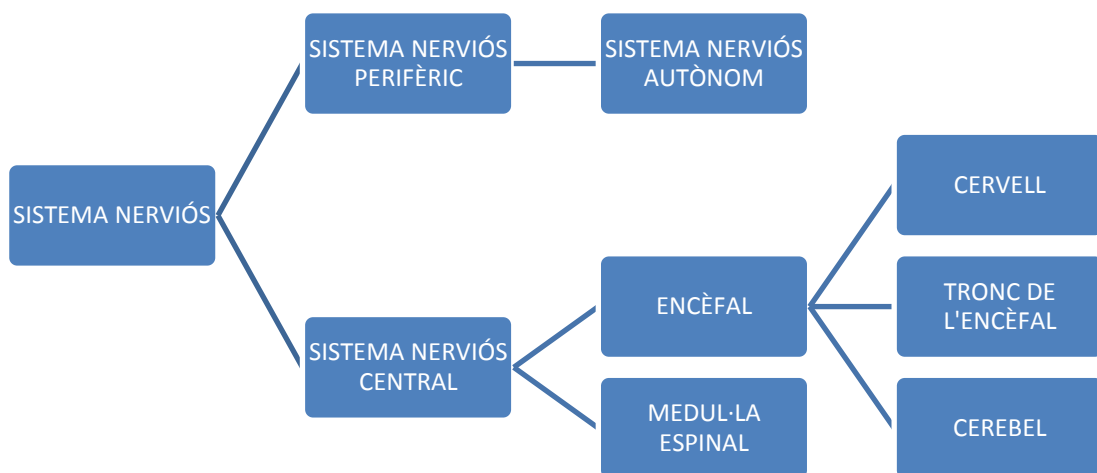 SISTEMA NERVIÓS
SISTEMA NERVIÓS
PERIFÈRIC
SISTEMA NERVIÓS
AUTÒNOM
SISTEMA NERVIÓS
CENTRAL
ENCÈFAL
MEDUL·LA
ESPINAL
CERVELL
TRONC DE
L'ENCÈFAL
CEREBEL